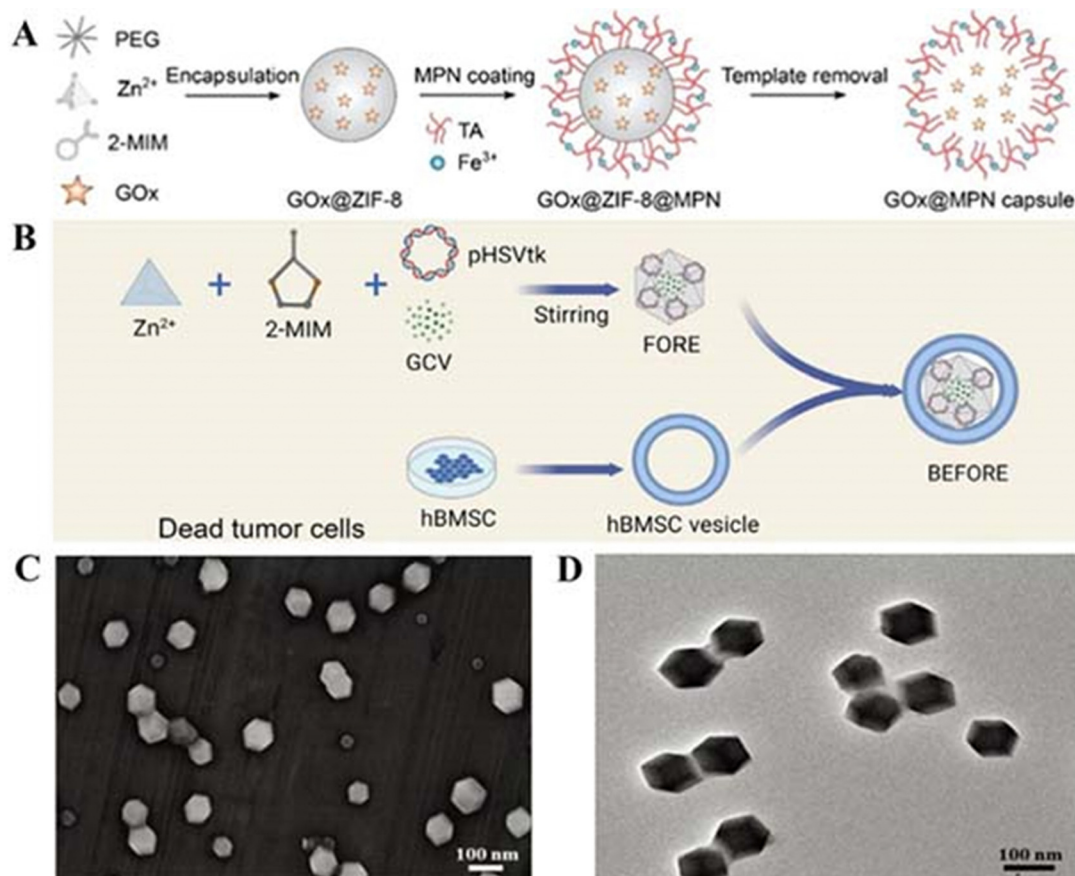 A
PEG
Zn2+
2-MIM
GOx
Encapsulation
GOx@ZIF-8
MPN coating
TA
Fe3+
GOx@ZIF-8@MPN
Template removal
GOx@MPN capsule
B
Zn2+
+
2-MIM
+
pHSVtk
GCV
Stirring
FORE
hBMSC
hBMSC vesicle
BEFORE
Dead tumor cells
C
100 nm
D
100 nm